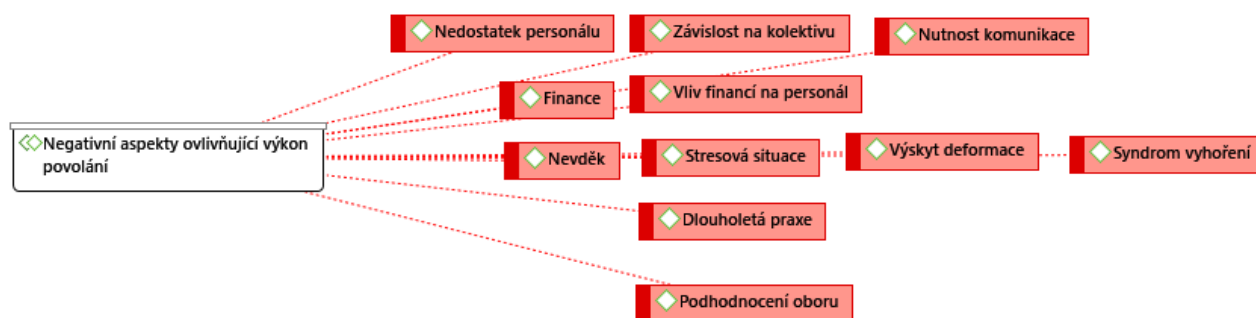 Nedostatek personálu
Závislost na kolektivu
Nutnost komunikace
Finance
Vliv financí na personál
Negativní aspekty ovlivňující výkon
povolání
Nevděk
Stresová situace
Výskyt deformace
Syndrom vyhoření
Dlouholetá praxe
Podhodnocení oboru